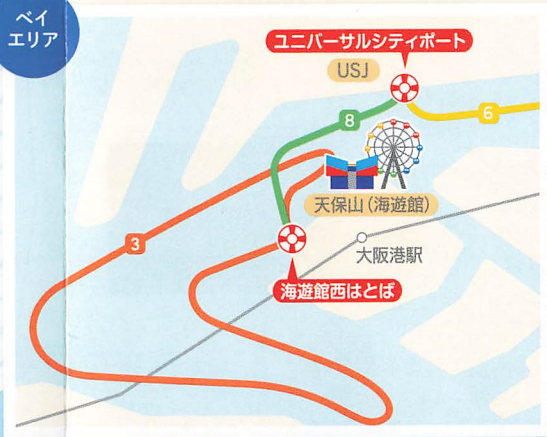 ベイ
エリア
ユニバーサルシティポート
USJ
8
6
天保山(海遊館)
3
大阪港駅
海遊館西はとば